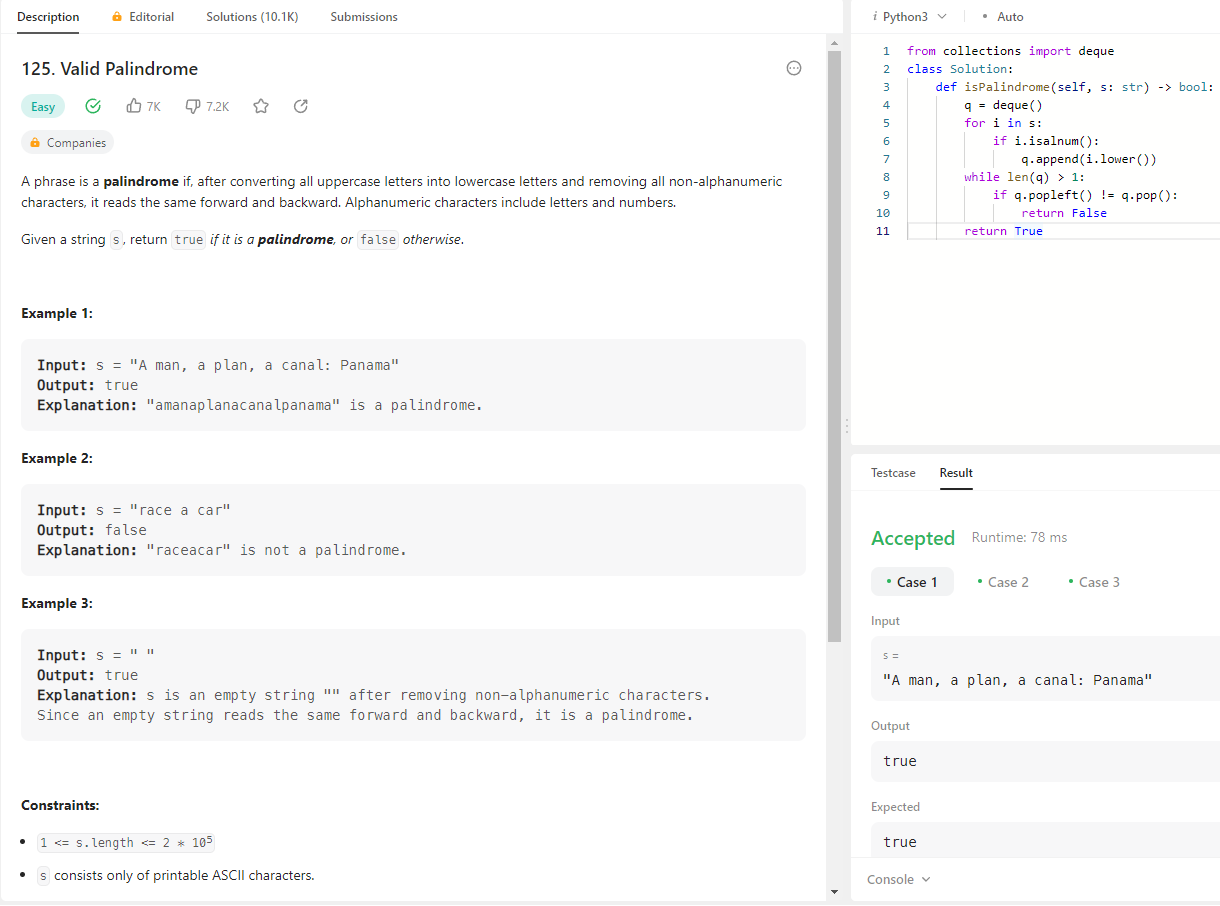 Description Editorial Solutions (10.1K) Submissions
125. Valid Palindrome
Easy 7K 7.2K
Companies
A phrase is a palindrome if, after converting all uppercase letters into lowercase letters and removing all non-alphanumeric
characters, it reads the same forward and backward. Alphanumeric characters include letters and numbers.
Given a string s, return true if it is a palindrome, or false otherwise.
Example 1:
Input: s = "A man, a plan, a canal: Panama"
Output: true
Explanation: "amanaplanacanalpanama" is a palindrome.
Example 2:
Input: s = "race a car"
Output: false
Explanation: "raceacar" is not a palindrome.
Example 3:
Input: s = " "
Output: true
Explanation: s is an empty string "" after removing non-alphanumeric characters.
Since an empty string reads the same forward and backward, it is a palindrome.
Constraints:
• 1 <= s.length <= 2 * 10⁵
• s consists only of printable ASCII characters.
i Python3 • Auto
1 from collections import deque
2 class Solution:
3     def isPalindrome(self, s: str) -> bool:
4         q = deque()
5         for i in s:
6             if i.isalnum():
7                 q.append(i.lower())
8         while len(q) > 1:
9             if q.popleft() != q.pop():
10                 return False
11         return True
Testcase Result
Accepted Runtime: 78 ms
• Case 1 • Case 2 • Case 3
Input
s =
"A man, a plan, a canal: Panama"
Output
true
Expected
true
Console